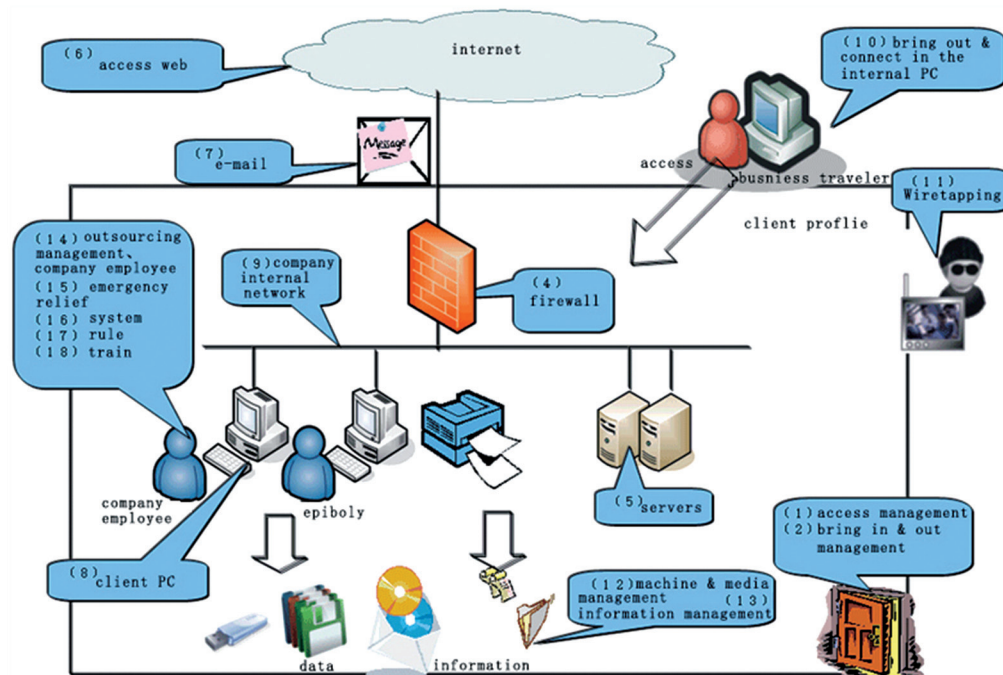 internet
(6)
access web
(10) bring out &
connect in the
internal PC
Message
(7)
e-mail
access
busniess traveler
client proflie
(11)
Wiretapping
(14) outsourcing
management、
company employee
(15) emergency
relief
(16) system
(17) rule
(18) train
(9) company
internal
network
(4)
firewall
company
employee
epiboly
(5) servers
(1) access management
(2) bring in & out
management
(8) client PC
(12) machine & media
management (13)
information management
data
information